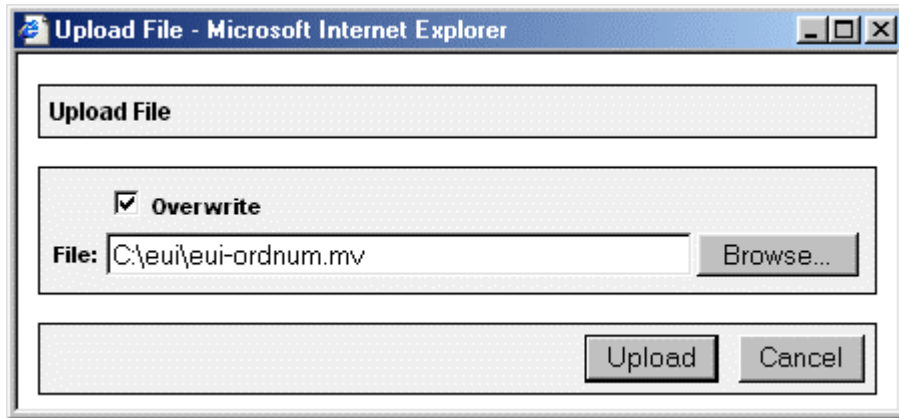 Upload File - Microsoft Internet Explorer
Upload File
Overwrite
File: C:\eui\eui-ordnum.mv Browse...
Upload Cancel